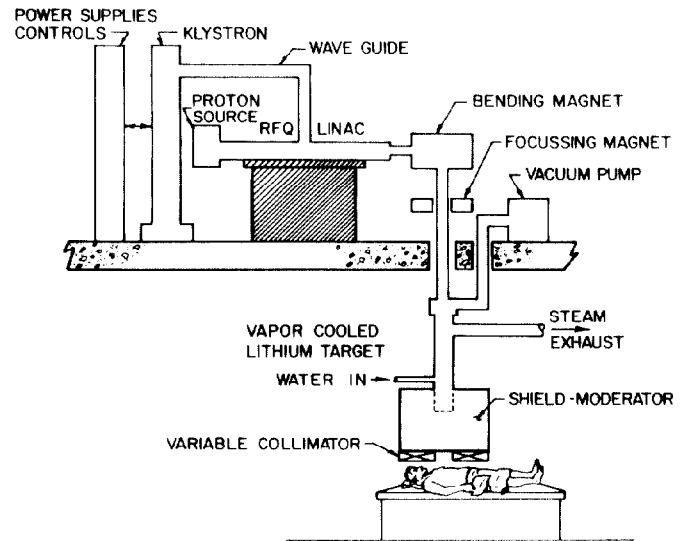 POWER SUPPLIES
CONTROLS
KLYSTRON
WAVE GUIDE
PROTON
SOURCE
RFQ LINAC
BENDING MAGNET
FOCUSSING MAGNET
VACUUM PUMP
VAPOR COOLED
LITHIUM TARGET
STEAM
EXHAUST
WATER IN
SHIELD-MODERATOR
VARIABLE COLLIMATOR